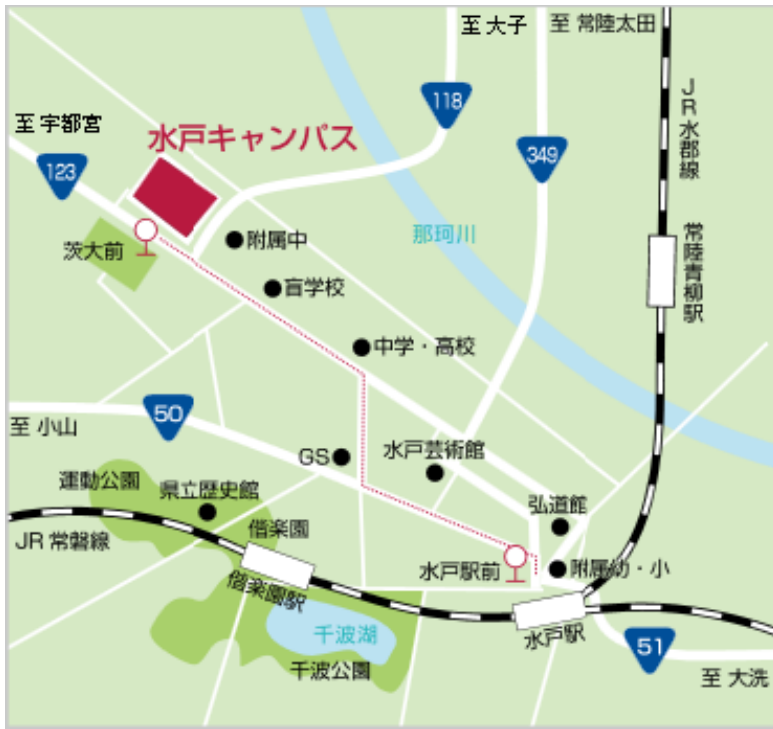 至 大子
至 常陸太田
118
JR水郡線
至 宇都宮
水戸キャンパス
123
349
那珂川
茨大前
附属中
常陸青柳駅
盲学校
中学・高校
50
至 小山
GS
水戸芸術館
運動公園
県立歴史館
弘道館
偕楽園
JR 常磐線
水戸駅前
附属幼・小
偕楽園駅
千波湖
水戸駅
51
千波公園
至 大洗